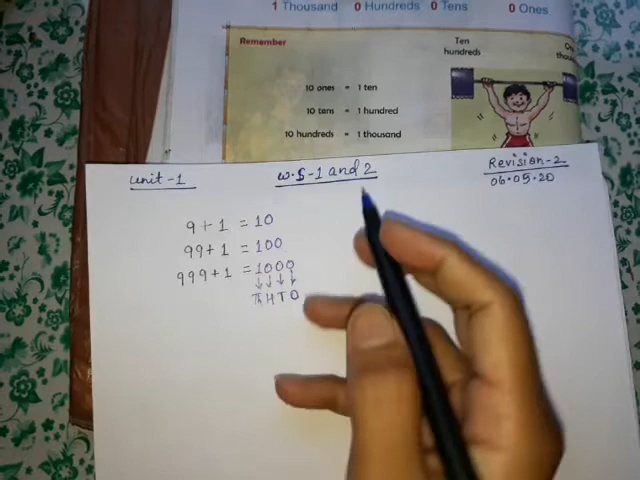 1 Thousand 0 Hundreds 0 Tens 0 Ones
Remember
Ten
hundreds
10 ones = 1 ten
10 tens = 1 hundred
10 hundreds = 1 thousand
Unit-1
W.S-1 and 2
Revision-2
06.05.20
9+1 = 10
99+1 = 100
999+1 = 1000
↓↓↓↓
Th H T O